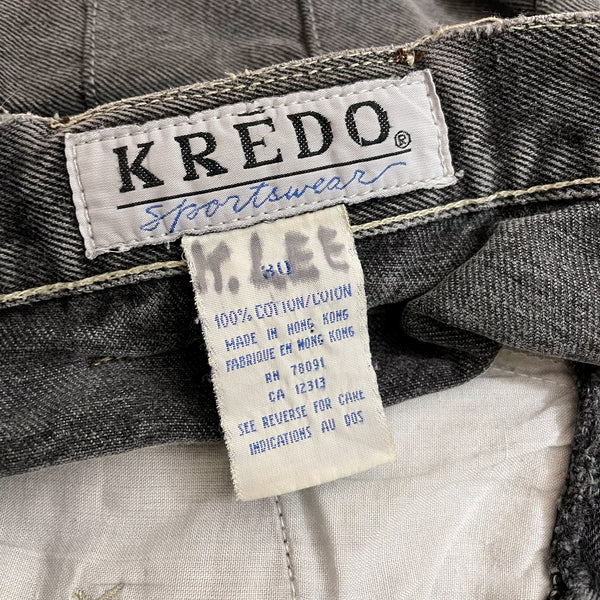 KRĒDO®
Sportswear
K. LEE
30
100% COTTON/COTON
MADE IN HONG KONG
FABRIQUE EN HONG KONG
RN 78091
CA 12313
SEE REVERSE FOR CARE
INDICATIONS AU DOS